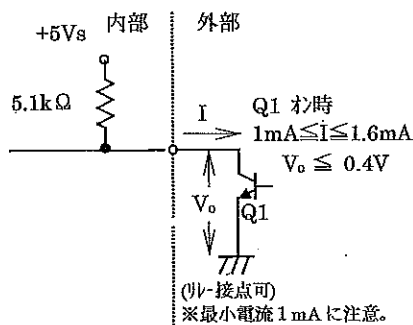 内部 外部
+5Vs
5.1kΩ
I
Q1 ｵﾝ時
1mA≦I≦1.6mA
Vo ≦ 0.4V
Vo
Q1
(ﾘﾚｰ接点可)
※最小電流1mAに注意。